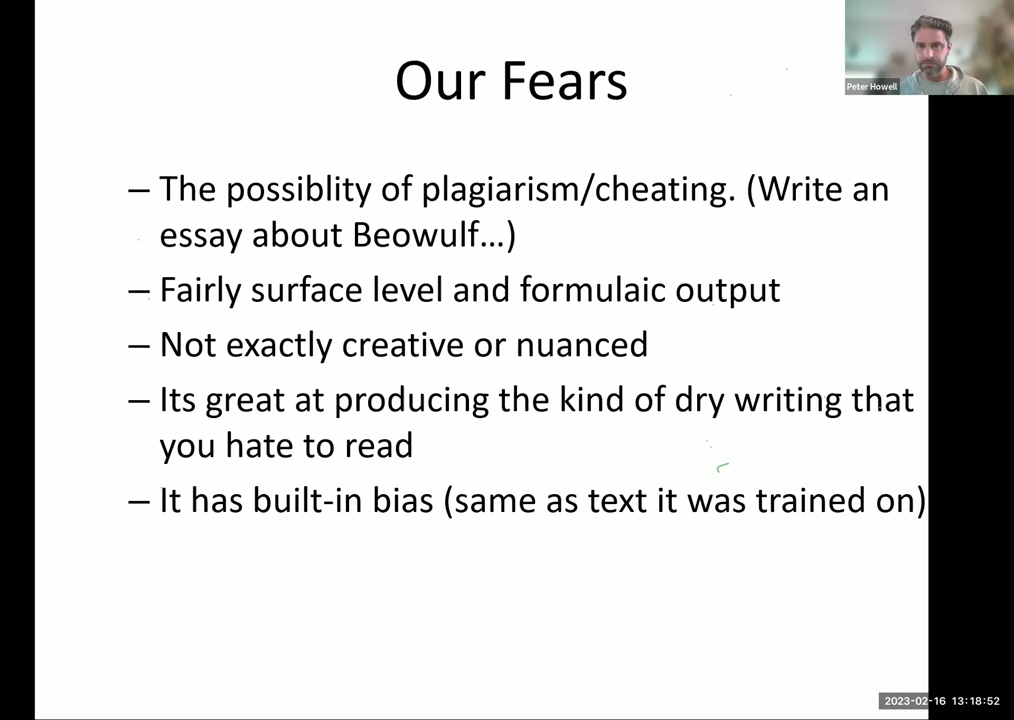 Our Fears
Peter Howell
– The possiblity of plagiarism/cheating. (Write an
essay about Beowulf…)
– Fairly surface level and formulaic output
– Not exactly creative or nuanced
– Its great at producing the kind of dry writing that
you hate to read
– It has built-in bias (same as text it was trained on)
2023-02-16 13:18:52